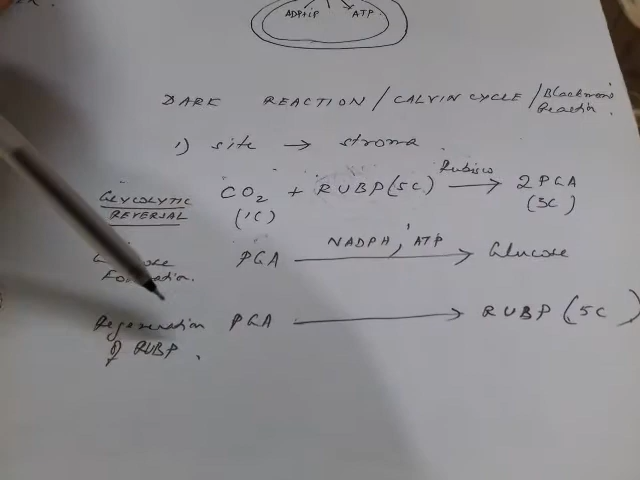 ADP+iP ATP
DARK REACTION / CALVIN CYCLE / Blackman's Reaction.
1) site → stroma.
GLYCOLYTIC REVERSAL CO2 (1C) + RUBP (5C) Rubisco → 2 PGA (5C)
Formation. PGA NADPH, ATP → Glucose
Regeneration of RUBP. PGA → RUBP (5C)